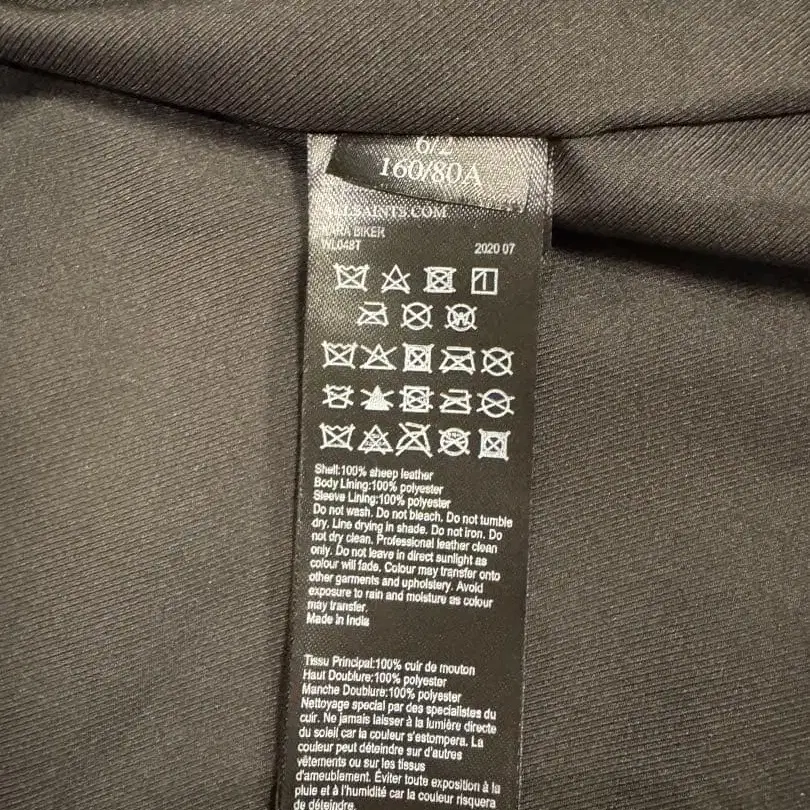 6/2
160/80A
ALLSAINTS.COM
BIKER
WL048T
2020 07
Shell:100% sheep leather
Body Lining:100% polyester
Sleeve Lining:100% polyester
Do not wash. Do not bleach. Do not tumble
dry. Line drying in shade. Do not iron. Do
not dry clean. Professional leather clean
only. Do not leave in direct sunlight as
colour will fade. Colour may transfer onto
other garments and upholstery. Avoid
exposure to rain and moisture as colour
may transfer.
Made in India
Tissu Principal:100% cuir de mouton
Haut Doublure:100% polyester
Manche Doublure:100% polyester
Nettoyage special par des specialistes du
cuir. Ne jamais laisser à la lumière directe
du soleil car la couleur s'estompera. La
couleur peut déteindre sur d'autres
vêtements ou sur les tissus
d'ameublement. Éviter toute exposition à la
pluie et à l'humidité car la couleur risquera
de déteindre.